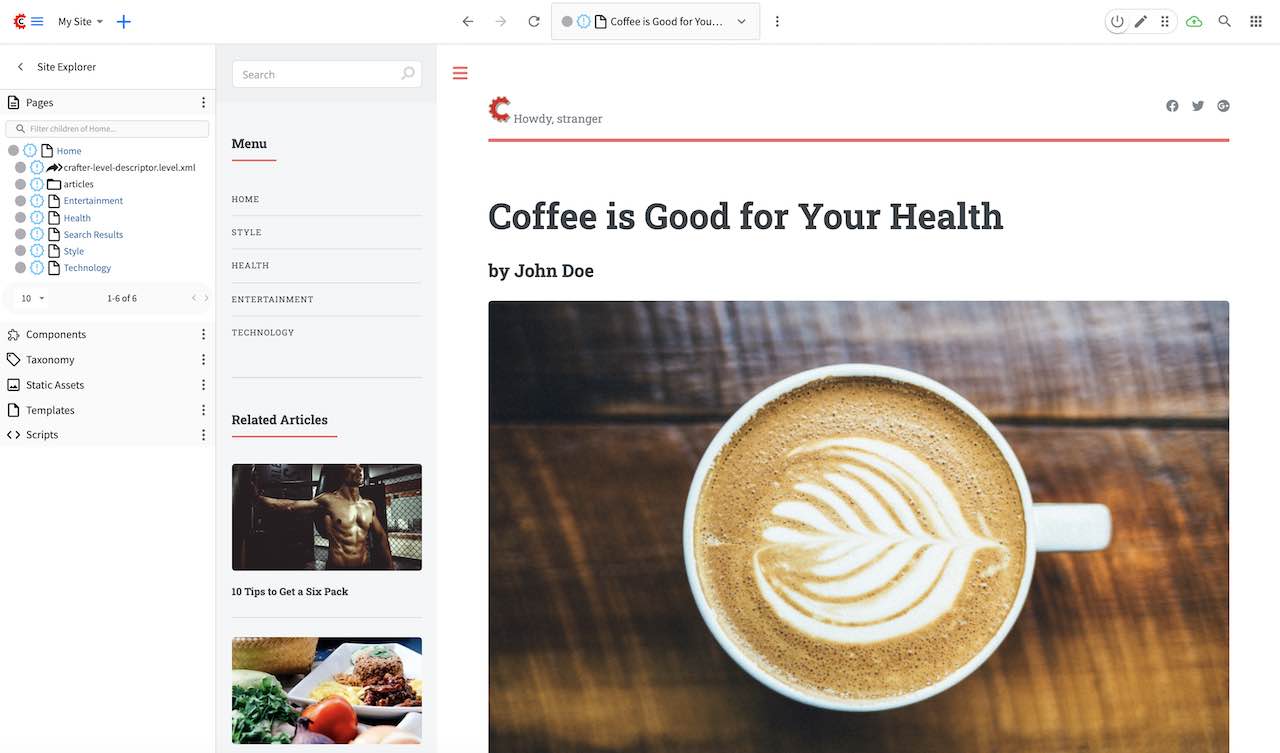 My Site
Coffee is Good for You...
Site Explorer
Pages
Filter children of Home...
Home
crafter-level-descriptor.level.xml
articles
Entertainment
Health
Search Results
Style
Technology
10
1-6 of 6
Components
Taxonomy
Static Assets
Templates
Scripts
Search
Menu
HOME
STYLE
HEALTH
ENTERTAINMENT
TECHNOLOGY
Related Articles
10 Tips to Get a Six Pack
Howdy, stranger
Coffee is Good for Your Health
by John Doe